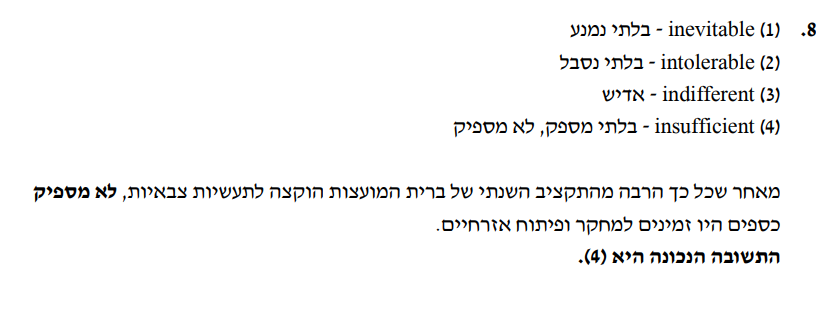 8. (1) inevitable - בלתי נמנע
(2) intolerable - בלתי נסבל
(3) indifferent - אדיש
(4) insufficient - בלתי מספק, לא מספיק
מאחר שכל כך הרבה מהתקציב השנתי של ברית המועצות הוקצה לתעשיות צבאיות, לא מספיק
כספים היו זמינים למחקר ופיתוח אזרחיים.
התשובה הנכונה היא (4).